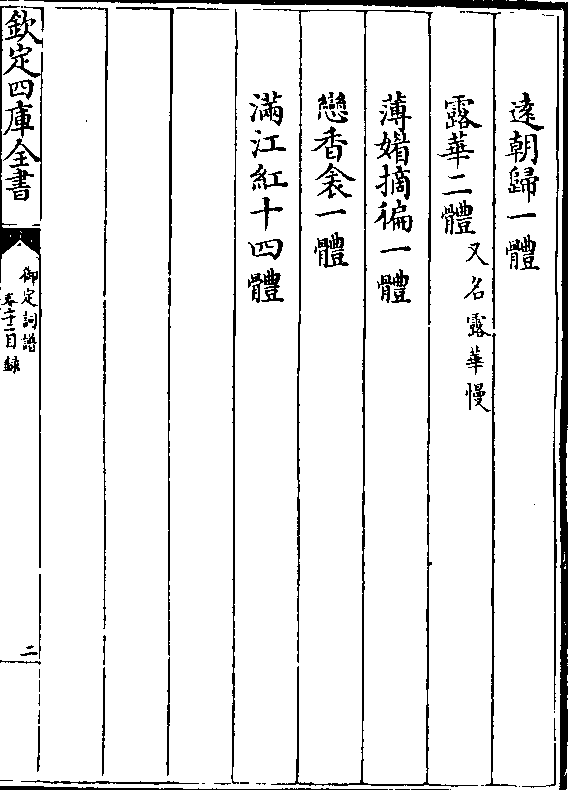 遠朝歸一體
露華二體 又名露華慢
薄媚摘徧一體
戀香衾一體
滿江紅十四體
欽定四庫全書
御定詞譜
卷二十二目録
二